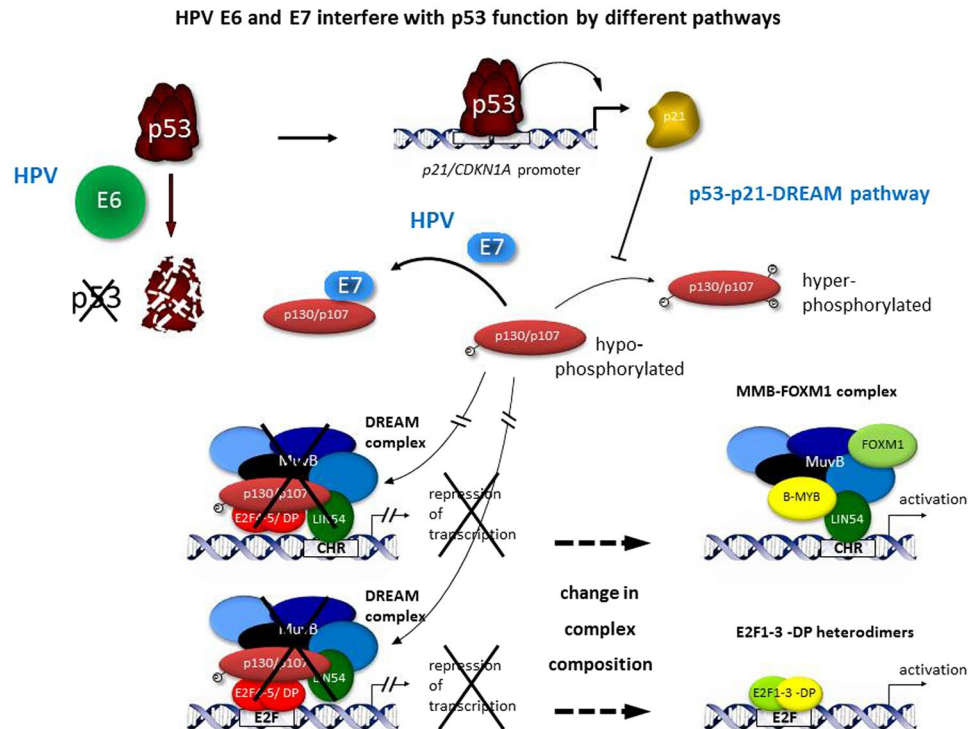 HPV E6 and E7 interfere with p53 function by different pathways
p53
p53
p21
p21/CDKN1A promoter
HPV
E6
p53-p21-DREAM pathway
HPV
E7
E7
p53
p130/p107
p130/p107
P
P
P
hyper-
phosphorylated
p130/p107
P
hypo-
phosphorylated
DREAM
complex
MuvB
p130/p107
P
E2F4-5/ DP
LIN54
CHR
repression
of
transcription
MMB-FOXM1 complex
FOXM1
MuvB
B-MYB
LIN54
CHR
activation
change in
complex
composition
DREAM
complex
MuvB
p130/p107
P
LIN54
E2F4-5/ DP
E2F
repression
of
transcription
E2F1-3 -DP heterodimers
E2F1-3 -DP
E2F
activation